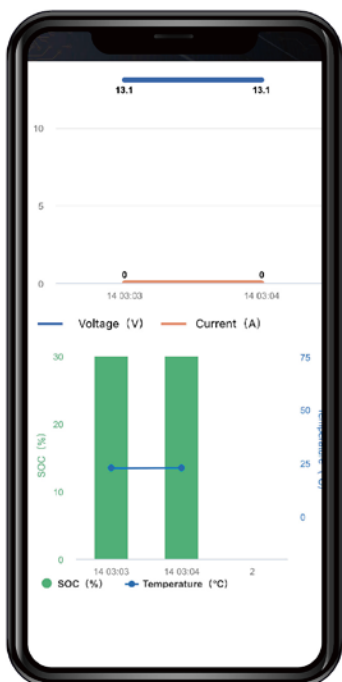 13.1 13.1
10
5
0
0 0
14 03:03 14 03:04
Voltage (V) Current (A)
30 75
20 50
10 25
0 0
SOC (%)
Temperature (°C)
14 03:03 14 03:04 2
SOC (%) Temperature (°C)